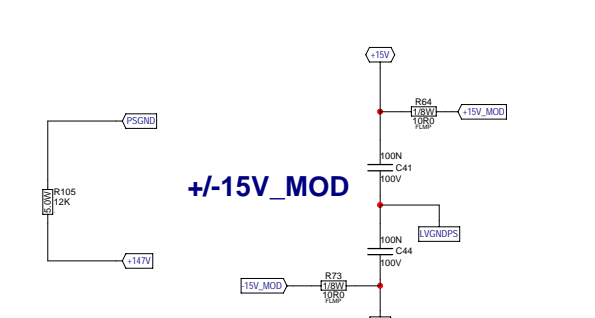 +15V
R64
1/8W
10R0
FLMP
+15V_MOD
PSGND
100N
C41
100V
R105
5.0W
12K
+/-15V_MOD
LVGNDPS
100N
C44
100V
+147V
-15V_MOD
R73
1/8W
10R0
FLMP